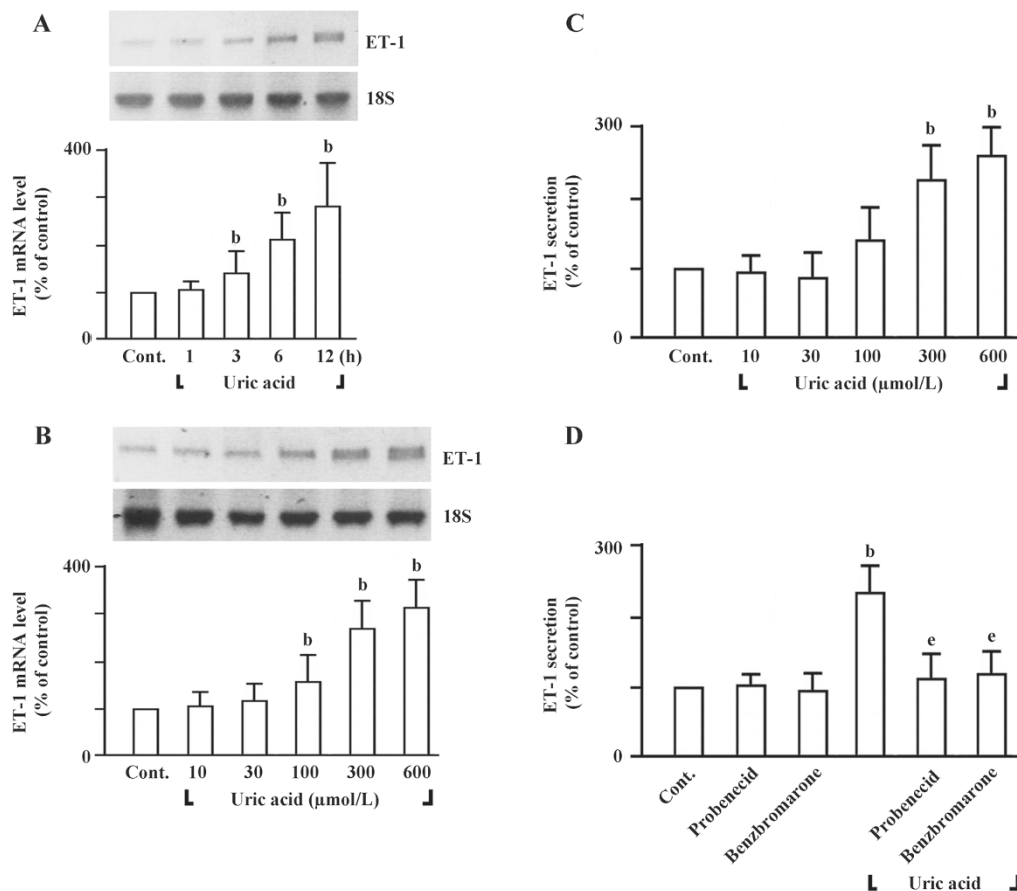 A
ET-1
18S
ET-1 mRNA level
(% of control)
400
0
b
b
b
Cont.
1
3
6
12 (h)
Uric acid
B
ET-1
18S
ET-1 mRNA level
(% of control)
400
0
b
b
b
Cont.
10
30
100
300
600
Uric acid (µmol/L)
C
ET-1 secretion
(% of control)
300
0
b
b
Cont.
10
30
100
300
600
Uric acid (µmol/L)
D
ET-1 secretion
(% of control)
300
0
b
e
e
Cont.
Probenecid
Benzbromarone
Probenecid
Benzbromarone
Uric acid